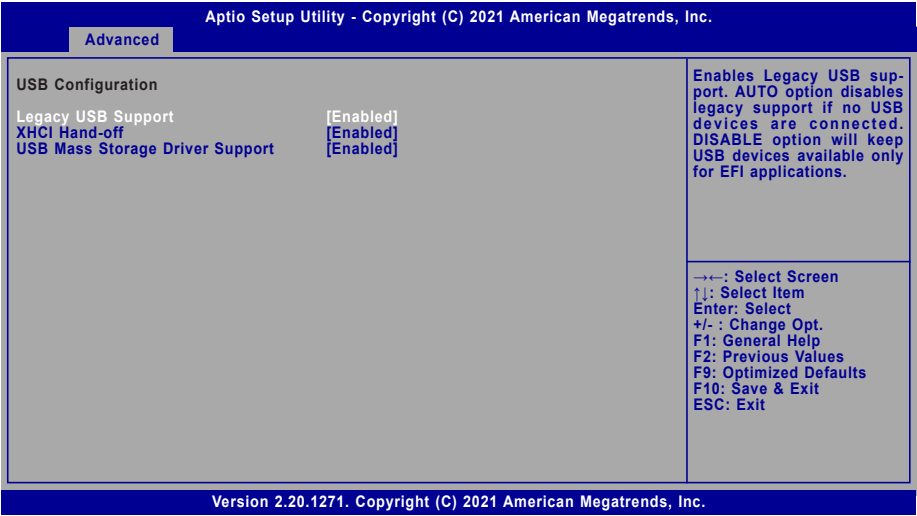 Aptio Setup Utility - Copyright (C) 2021 American Megatrends, Inc.
Advanced
USB Configuration
Legacy USB Support [Enabled]
XHCI Hand-off [Enabled]
USB Mass Storage Driver Support [Enabled]
Enables Legacy USB sup-
port. AUTO option disables
legacy support if no USB
devices are connected.
DISABLE option will keep
USB devices available only
for EFI applications.
→←: Select Screen
↑↓: Select Item
Enter: Select
+/- : Change Opt.
F1: General Help
F2: Previous Values
F9: Optimized Defaults
F10: Save & Exit
ESC: Exit
Version 2.20.1271. Copyright (C) 2021 American Megatrends, Inc.